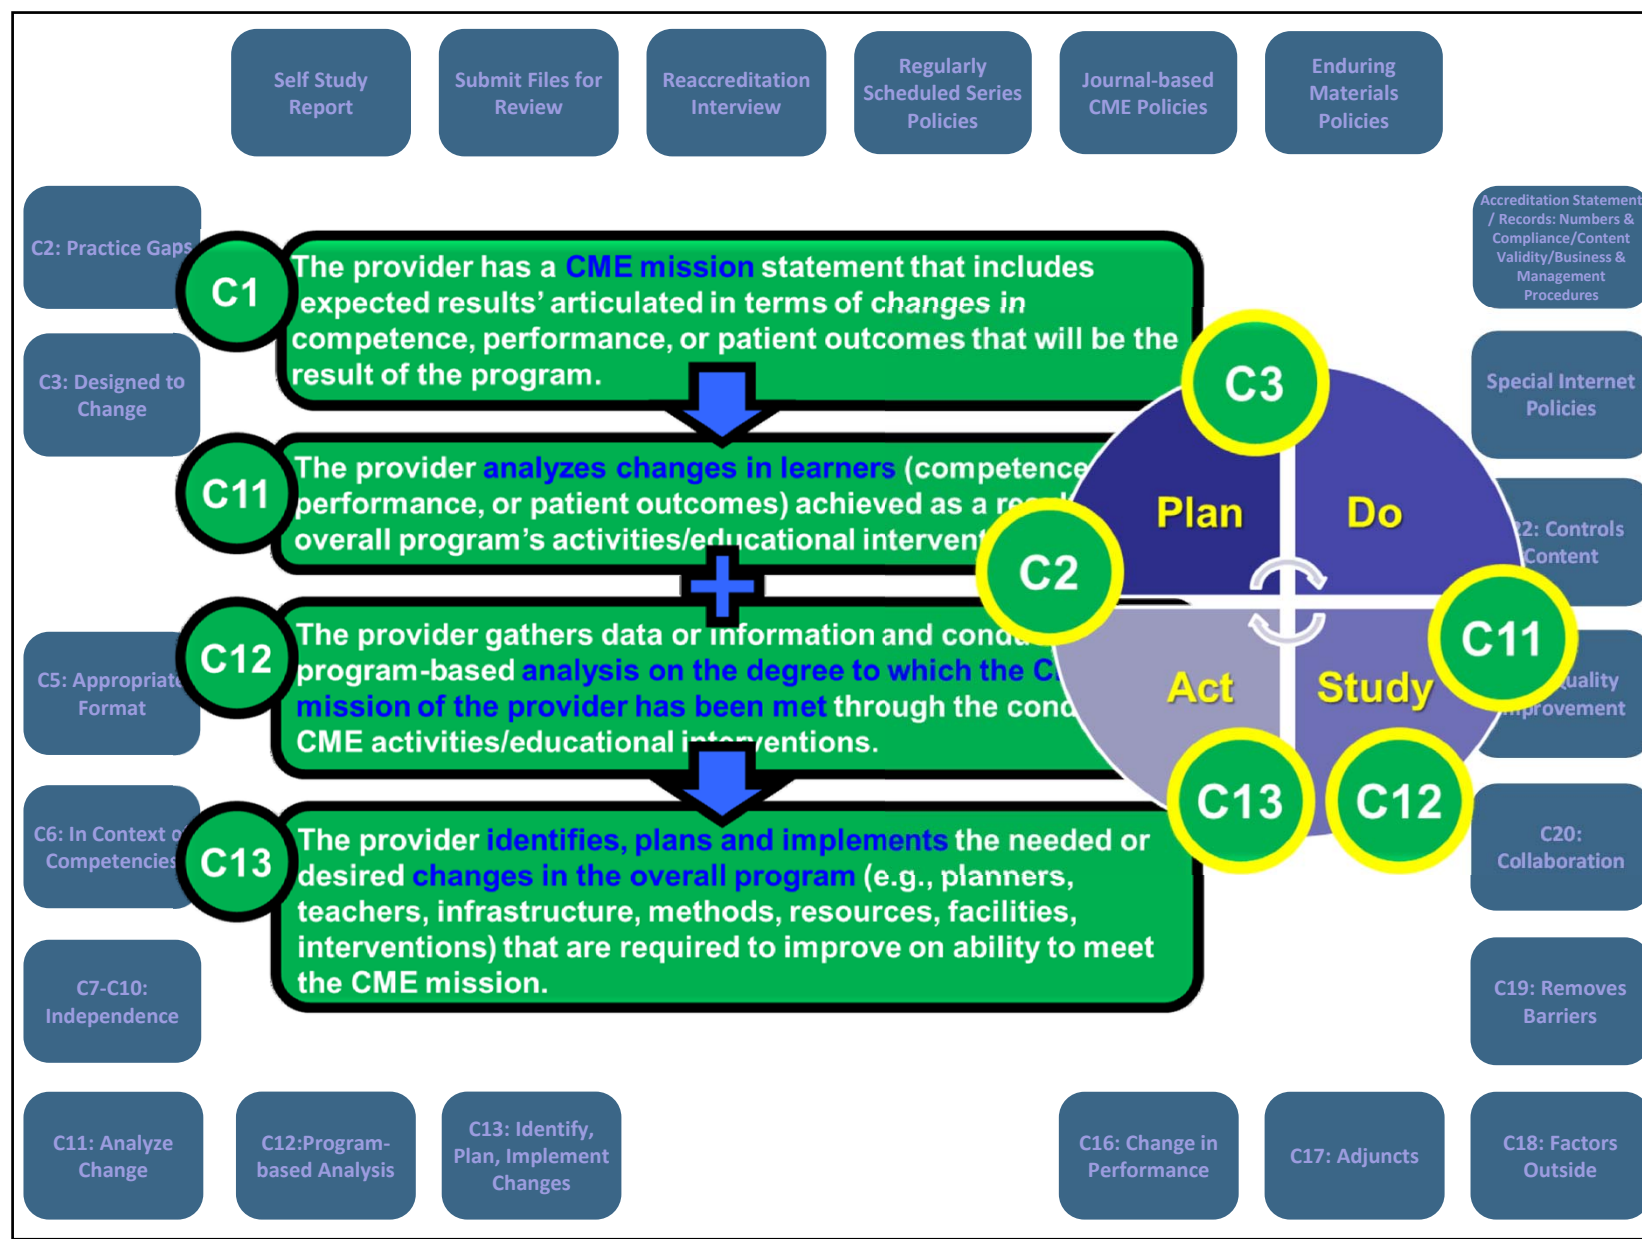 Self Study
Report
Submit Files for
Review
Reaccreditation
Interview
Regularly
Scheduled Series
Policies
Journal-based
CME Policies
Enduring
Materials
Policies
C2: Practice Gaps
C3: Designed to
Change
C5: Appropriate
Format
C6: In Context
Competencies
C7-C10:
Independence
C11: Analyze
Change
C12:Program-
based Analysis
C13: Identify,
Plan, Implement
Changes
C1
The provider has a CME mission statement that includes
expected results’ articulated in terms of changes in
competence, performance, or patient outcomes that will be the
result of the program.
C11
The provider analyzes changes in learners (competence
performance, or patient outcomes) achieved as a
overall program’s activities/educational
C12
The provider gathers data or information and
program-based analysis on the degree to which the
mission of the provider has been met through the
CME activities/educational interventions.
C13
The provider identifies, plans and implements the needed or
desired changes in the overall program (e.g., planners,
teachers, infrastructure, methods, resources, facilities,
interventions) that are required to improve on ability to meet
the CME mission.
C3
Plan
Do
C2
C11
Act
Study
C13
C12
Accreditation Statement
/ Records: Numbers &
Compliance/Content
Validity/Business &
Management
Procedures
Special Internet
Policies
Controls
Content
C20:
Collaboration
C19: Removes
Barriers
C16: Change in
Performance
C17: Adjuncts
C18: Factors
Outside